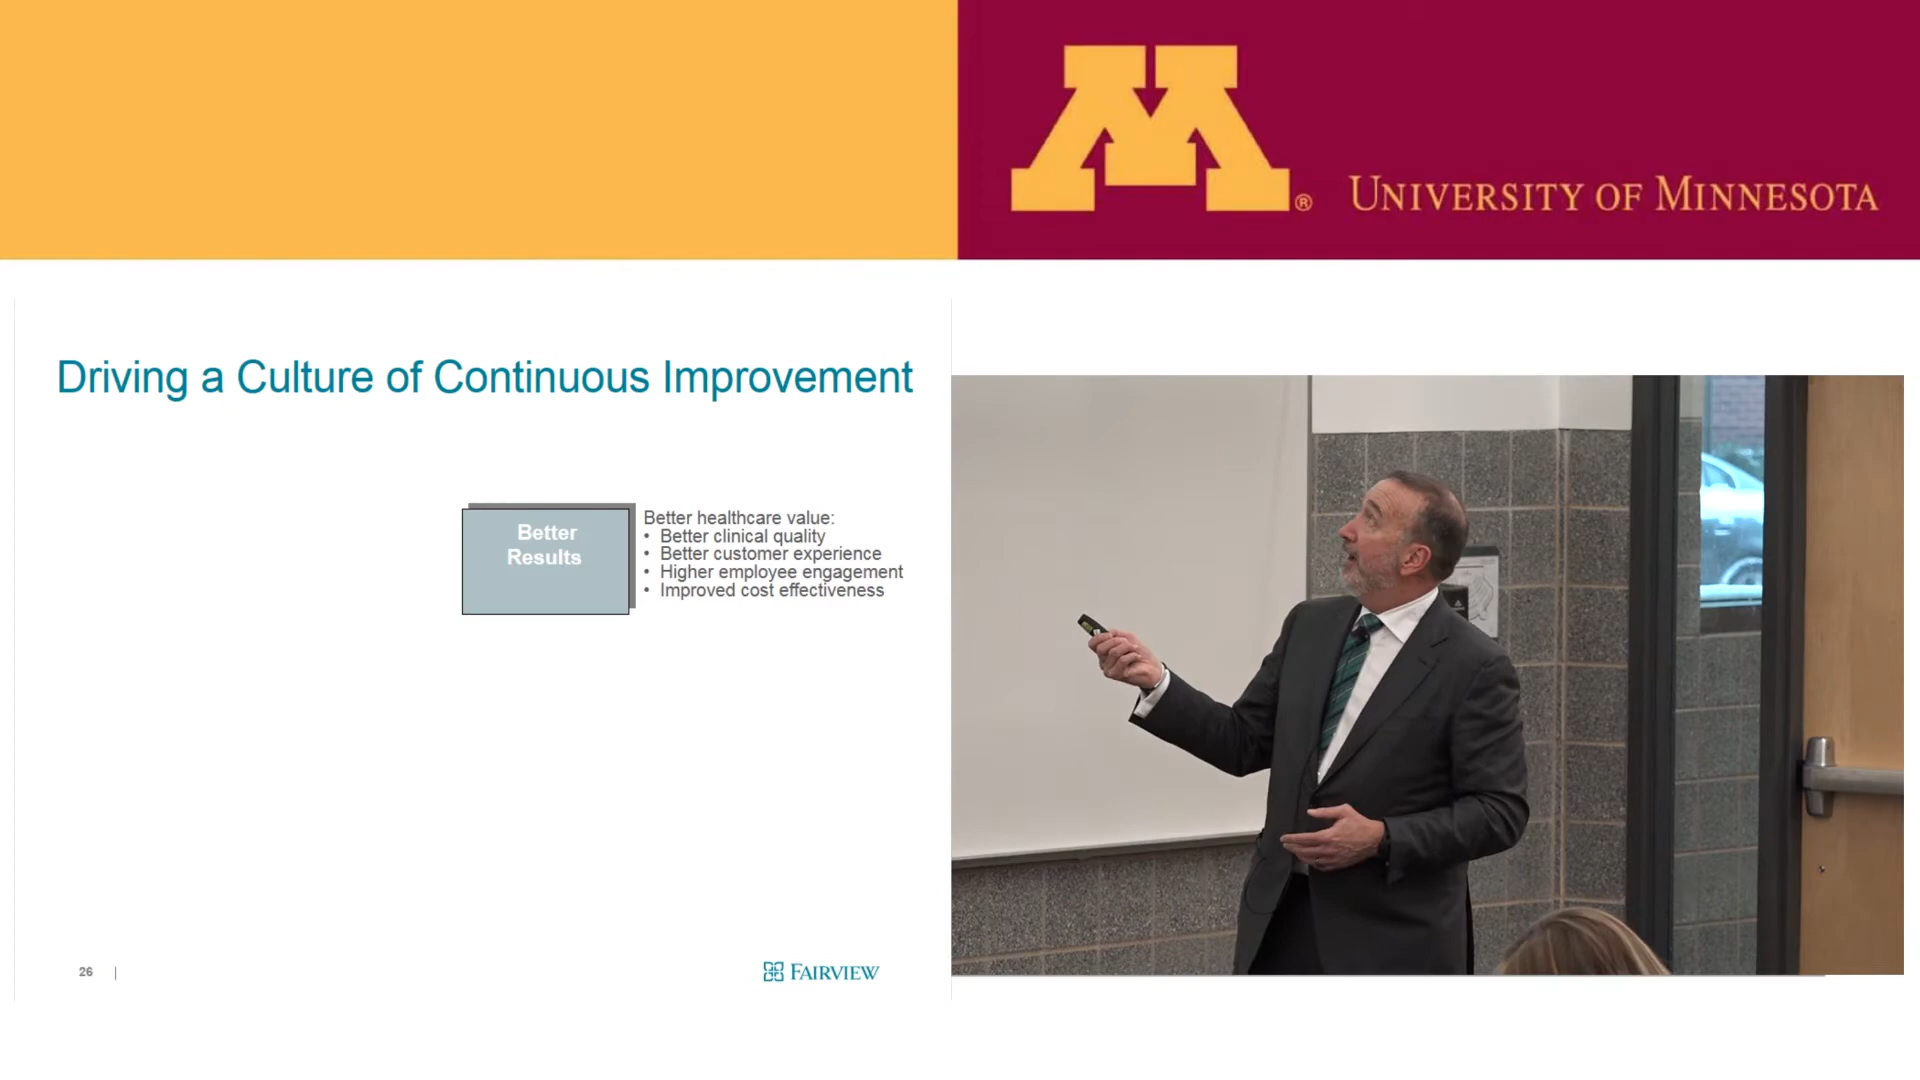 M®
UNIVERSITY OF MINNESOTA
Driving a Culture of Continuous Improvement
Better
Results
Better healthcare value:
• Better clinical quality
• Better customer experience
• Higher employee engagement
• Improved cost effectiveness
26 |
FAIRVIEW